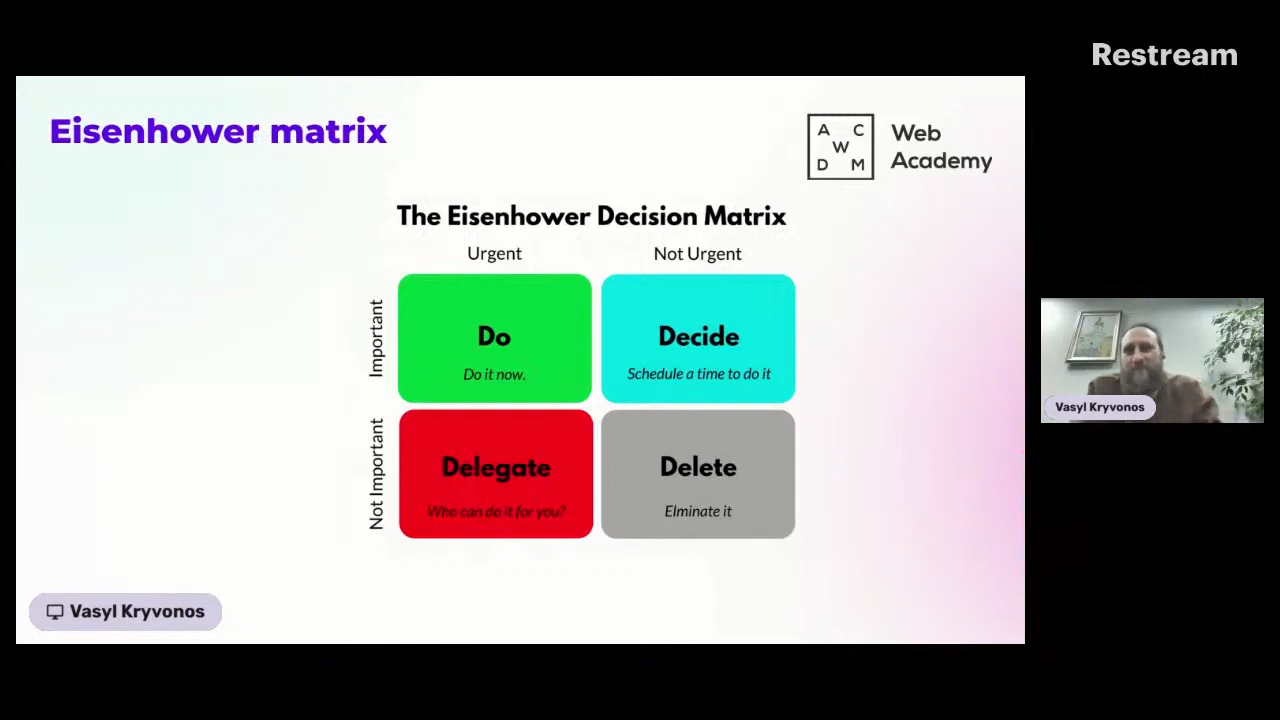 Restream
Eisenhower matrix
A C
W
D M
Web
Academy
The Eisenhower Decision Matrix
Urgent
Not Urgent
Important
Do
Do it now.
Decide
Schedule a time to do it
Not Important
Delegate
Who can do it for you?
Delete
Elminate it
Vasyl Kryvonos
Vasyl Kryvonos